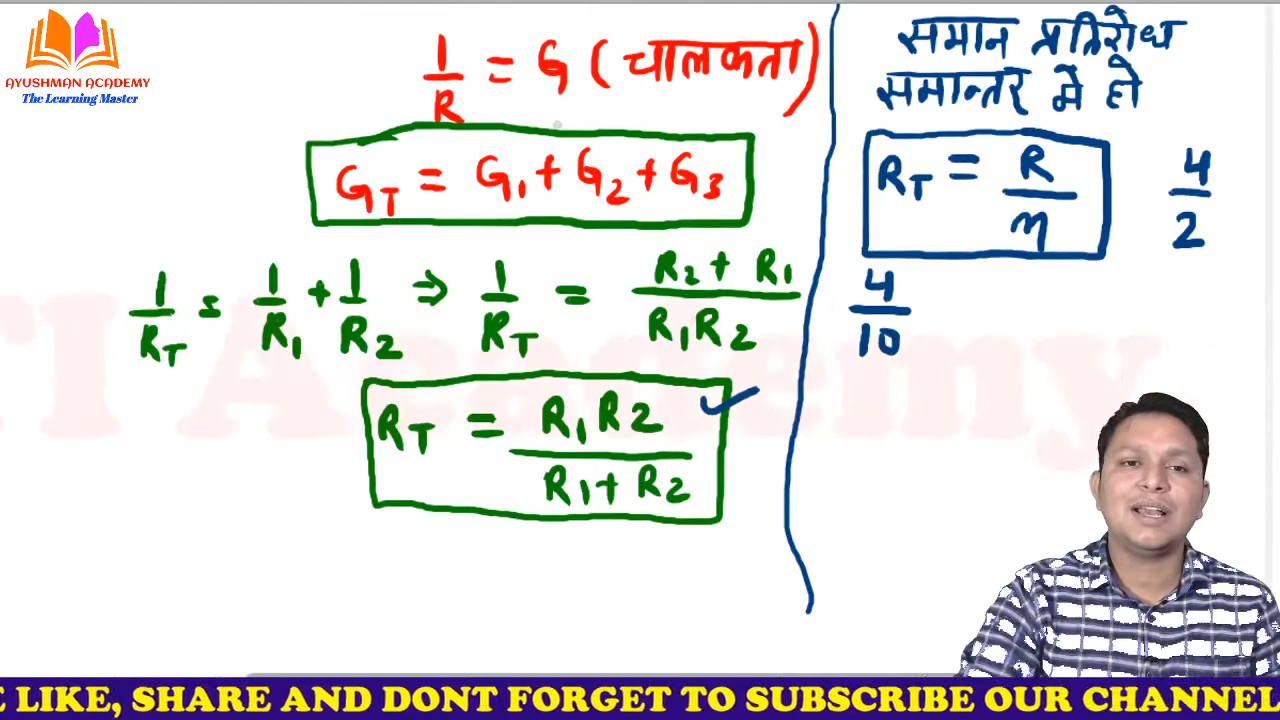 AYUSHMAN ACADEMY
The Learning Master
1/R = G (चालकता)
G_T = G_1 + G_2 + G_3
1/R_T = 1/R_1 + 1/R_2 ⇒ 1/R_T = R_2 + R_1/R_1R_2
R_T = R_1R_2/R_1 + R_2 ✓
समान प्रतिरोध
समान्तर में हो
R_T = R/n
4/2
4/10
TI Academy
E LIKE, SHARE AND DONT FORGET TO SUBSCRIBE OUR CHANNEL